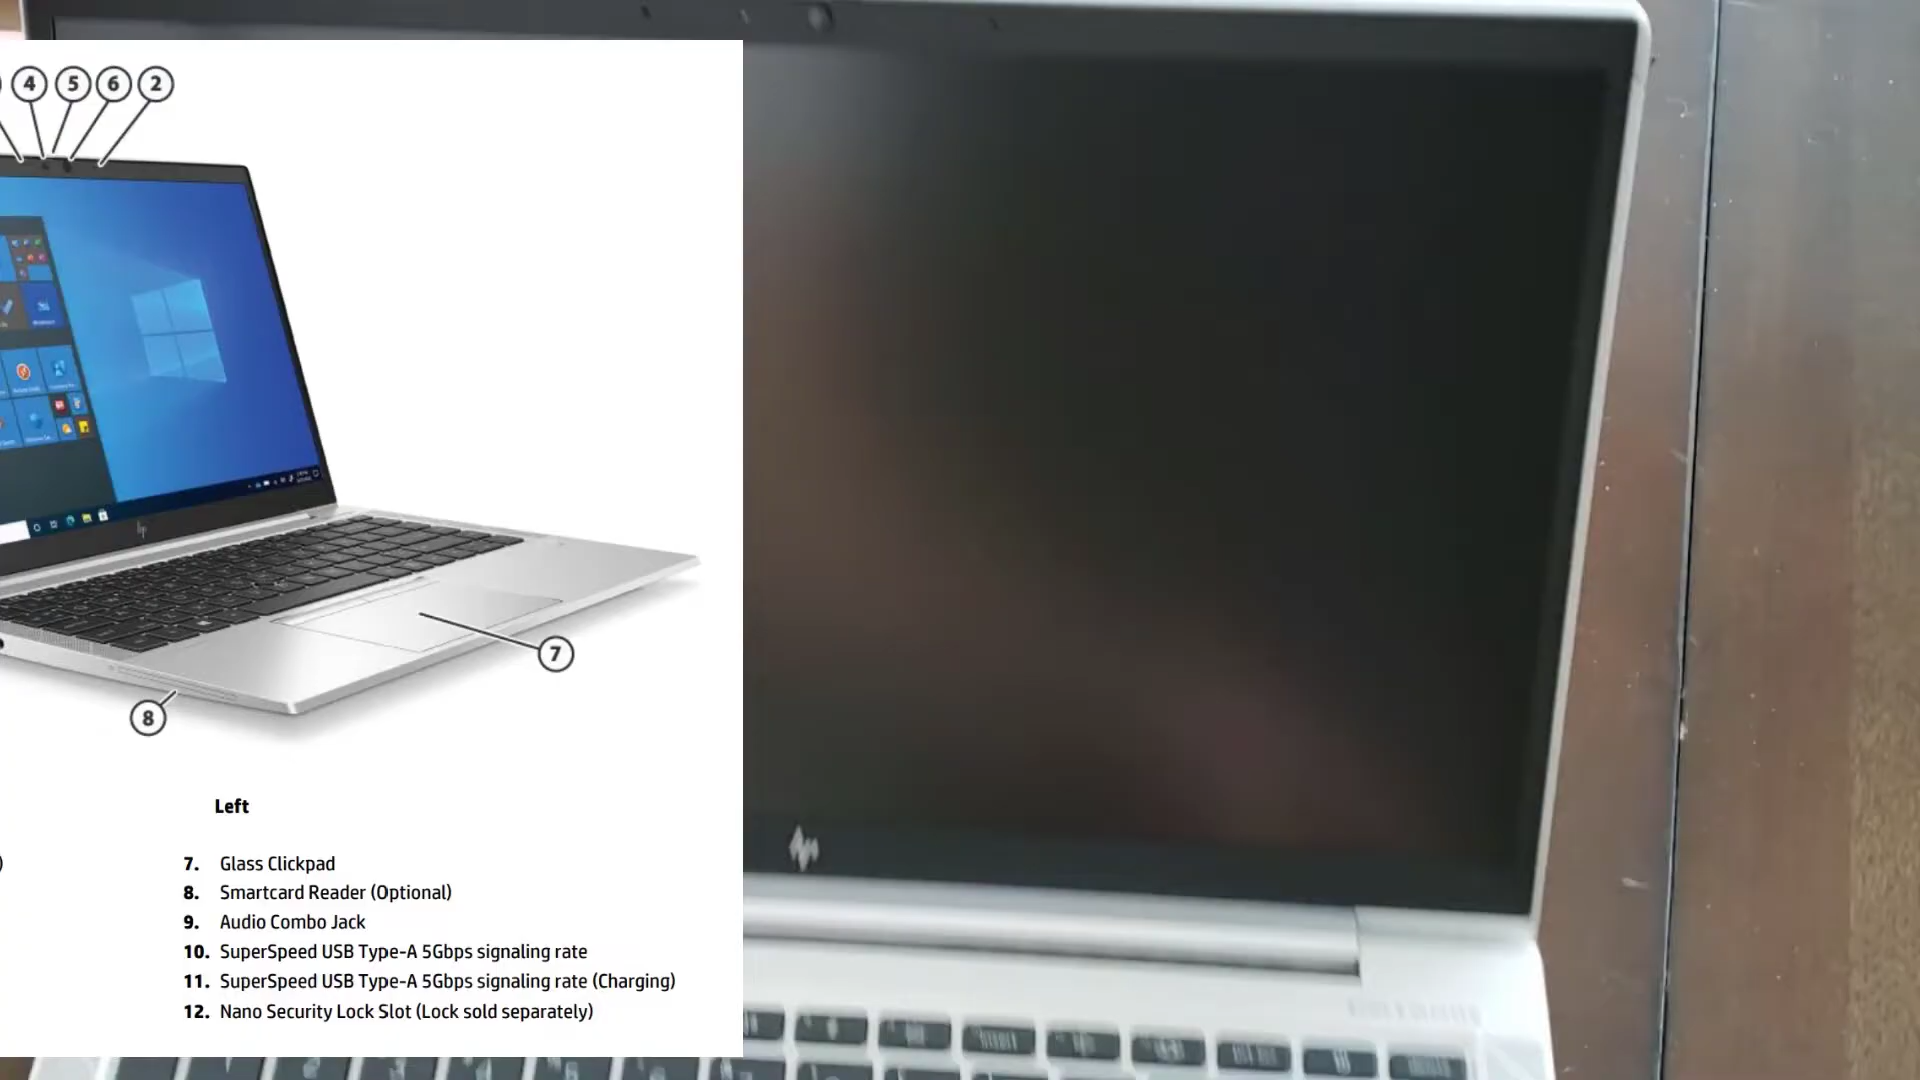 4 5 6 2
7
8
Left
7. Glass Clickpad
8. Smartcard Reader (Optional)
9. Audio Combo Jack
10. SuperSpeed USB Type-A 5Gbps signaling rate
11. SuperSpeed USB Type-A 5Gbps signaling rate (Charging)
12. Nano Security Lock Slot (Lock sold separately)
hp